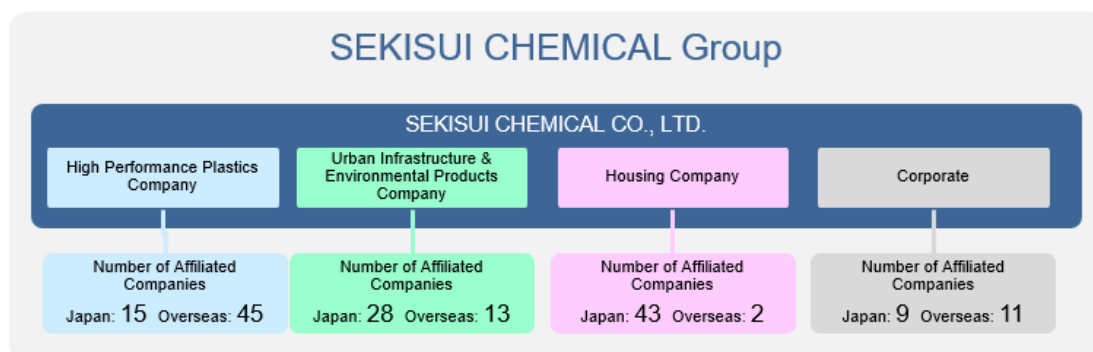 SEKISUI CHEMICAL Group
SEKISUI CHEMICAL CO., LTD.
High Performance Plastics
Company
Urban Infrastructure &
Environmental Products
Company
Housing Company
Corporate
Number of Affiliated
Companies
Japan: 15 Overseas: 45
Number of Affiliated
Companies
Japan: 28 Overseas: 13
Number of Affiliated
Companies
Japan: 43 Overseas: 2
Number of Affiliated
Companies
Japan: 9 Overseas: 11